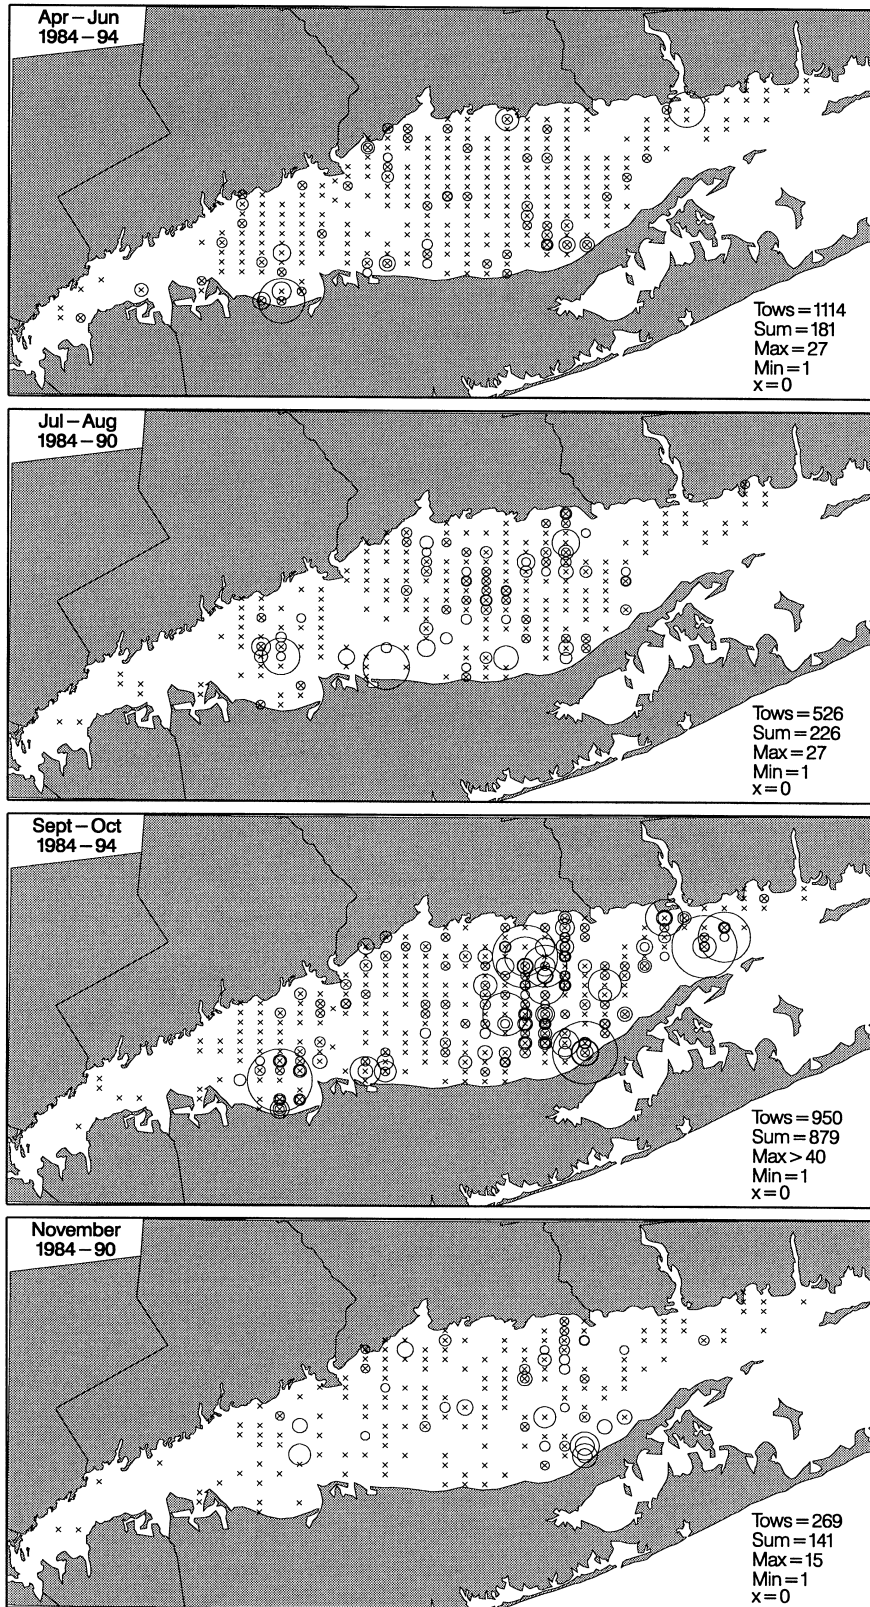 Apr – Jun
1984 – 94
Tows = 1114
Sum = 181
Max = 27
Min = 1
x = 0
Jul – Aug
1984 – 90
Tows = 526
Sum = 226
Max = 27
Min = 1
x = 0
Sept – Oct
1984 – 94
Tows = 950
Sum = 879
Max > 40
Min = 1
x = 0
November
1984 – 90
Tows = 269
Sum = 141
Max = 15
Min = 1
x = 0